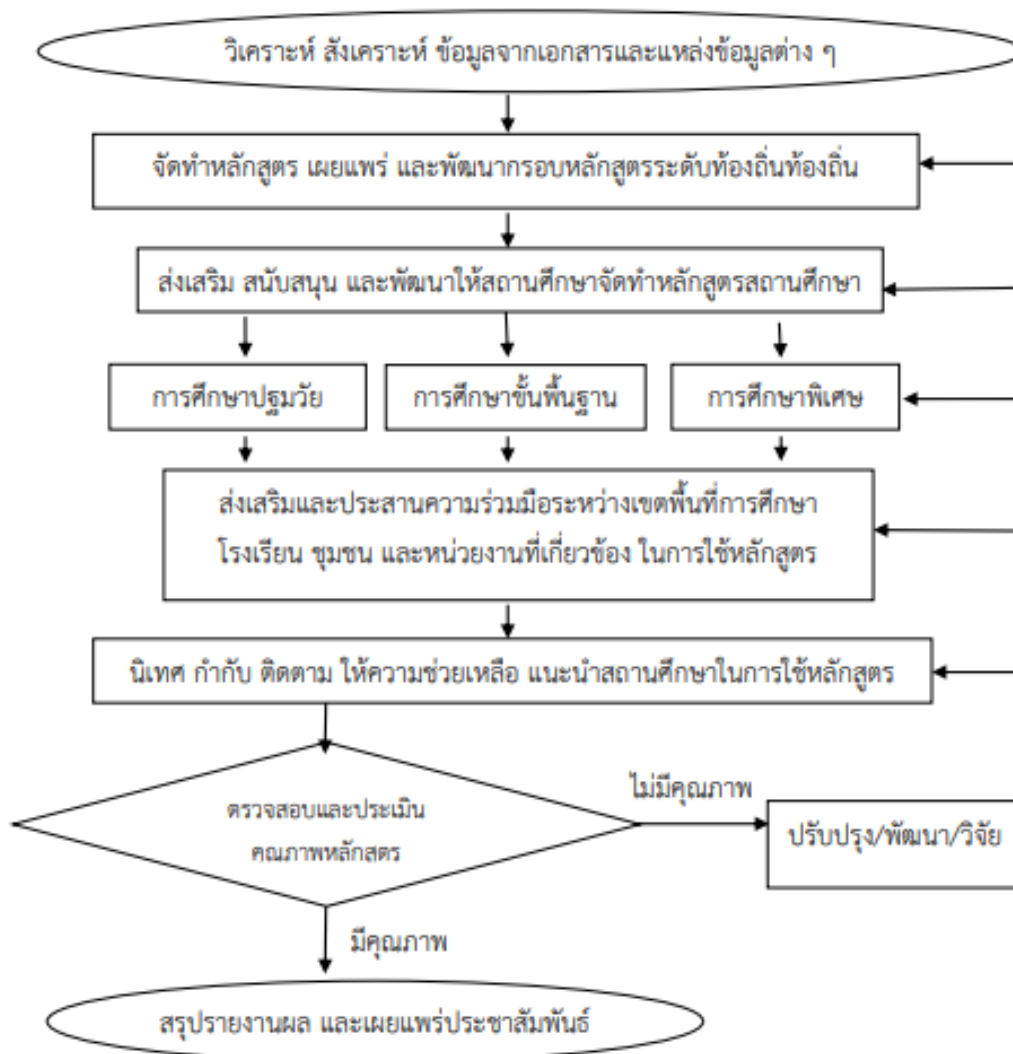 วิเคราะห์ สังเคราะห์ ข้อมูลจากเอกสารและแหล่งข้อมูลต่าง ๆ
จัดทำหลักสูตร เผยแพร่ และพัฒนากรอบหลักสูตรระดับท้องถิ่นท้องถิ่น
ส่งเสริม สนับสนุน และพัฒนาให้สถานศึกษาจัดทำหลักสูตรสถานศึกษา
การศึกษาปฐมวัย
การศึกษาขั้นพื้นฐาน
การศึกษาพิเศษ
ส่งเสริมและประสานความร่วมมือระหว่างเขตพื้นที่การศึกษา
โรงเรียน ชุมชน และหน่วยงานที่เกี่ยวข้อง ในการใช้หลักสูตร
นิเทศ กำกับ ติดตาม ให้ความช่วยเหลือ แนะนำสถานศึกษาในการใช้หลักสูตร
ตรวจสอบและประเมิน
คุณภาพหลักสูตร
ไม่มีคุณภาพ
ปรับปรุง/พัฒนา/วิจัย
มีคุณภาพ
สรุปรายงานผล และเผยแพร่ประชาสัมพันธ์